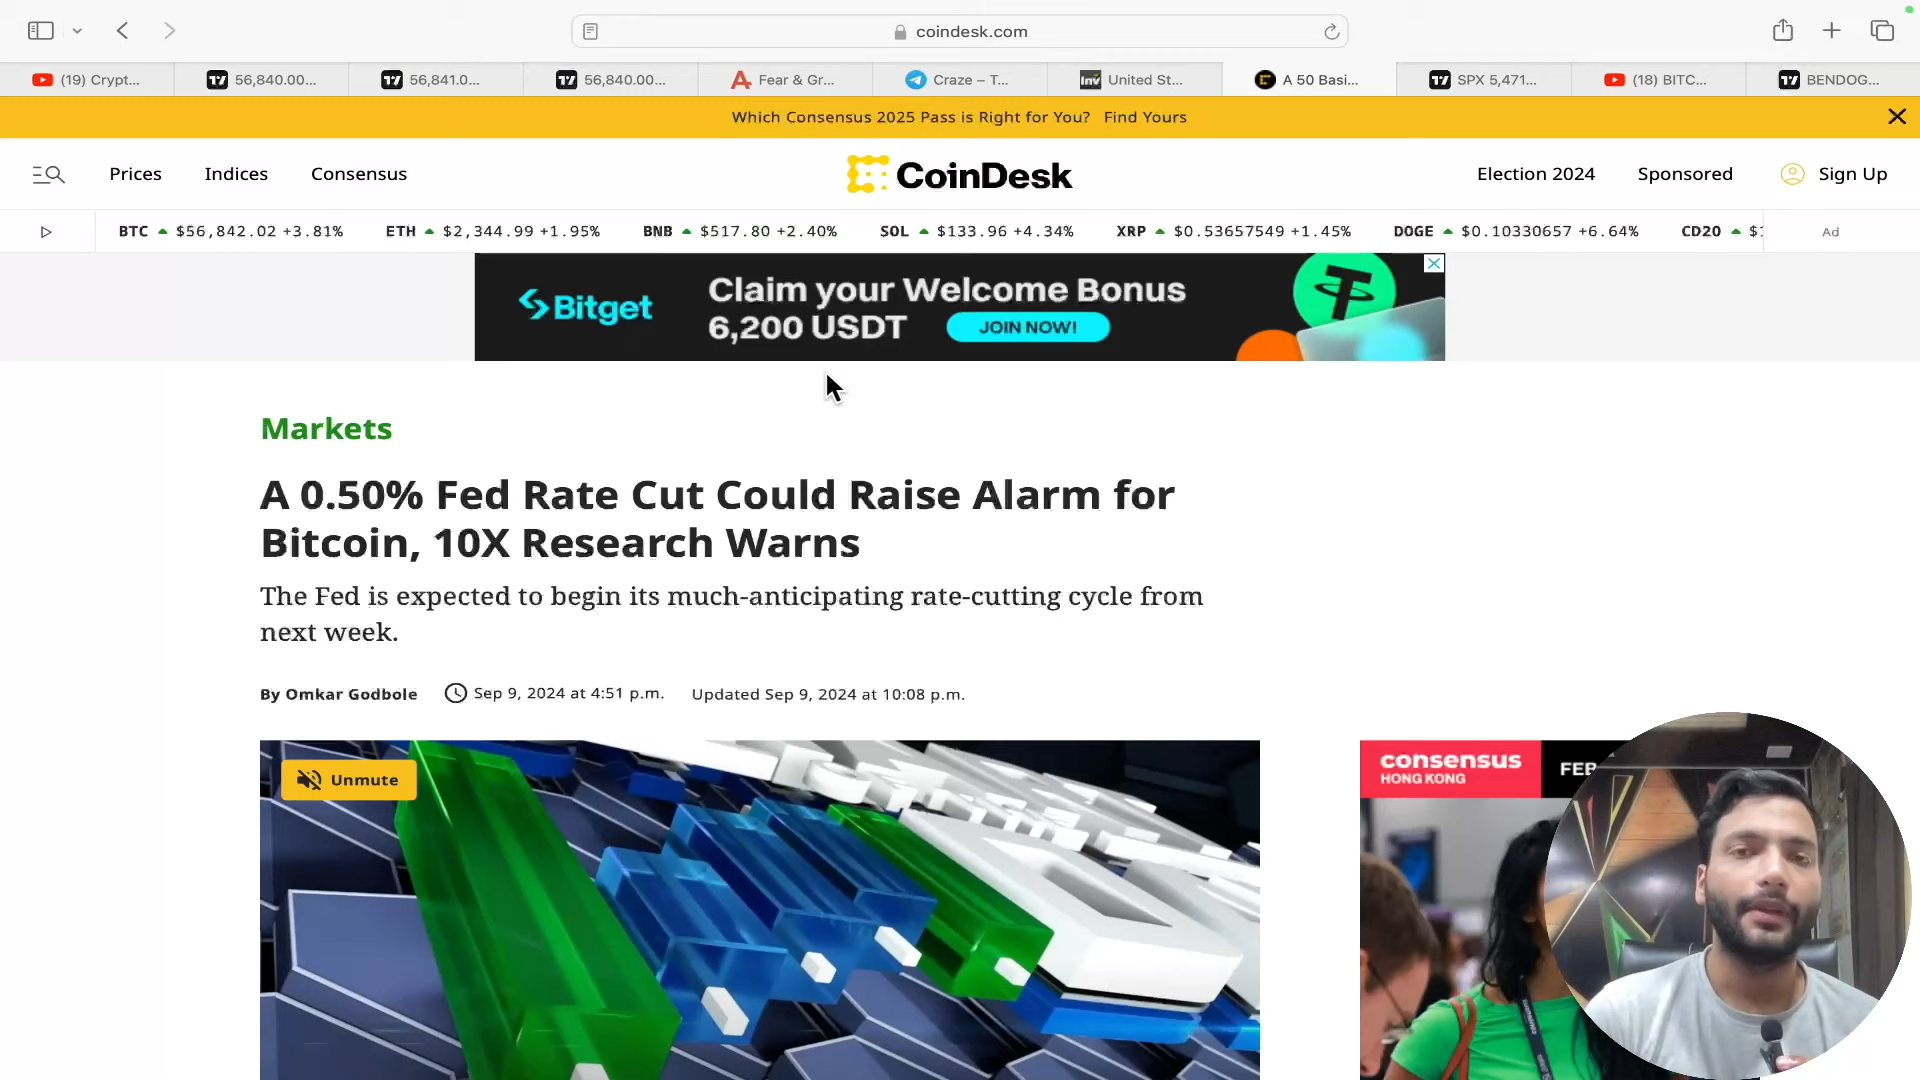 coindesk.com
(19) Crypt...
56,840.00...
56,841.0...
56,840.00...
Fear & Gr...
Craze – T...
Inv
United St...
A 50 Basi...
SPX 5,471...
(18) BITC...
BENDOG...
Which Consensus 2025 Pass is Right for You? Find Yours
Prices
Indices
Consensus
CoinDesk
Election 2024
Sponsored
Sign Up
BTC $56,842.02 +3.81%
ETH $2,344.99 +1.95%
BNB $517.80 +2.40%
SOL $133.96 +4.34%
XRP $0.53657549 +1.45%
DOGE $0.10330657 +6.64%
CD20
Ad
Bitget
Claim your Welcome Bonus
6,200 USDT
JOIN NOW!
Markets
A 0.50% Fed Rate Cut Could Raise Alarm for
Bitcoin, 10X Research Warns
The Fed is expected to begin its much-anticipating rate-cutting cycle from
next week.
By Omkar Godbole
Sep 9, 2024 at 4:51 p.m.
Updated Sep 9, 2024 at 10:08 p.m.
Unmute
consensus
HONG KONG
FEB